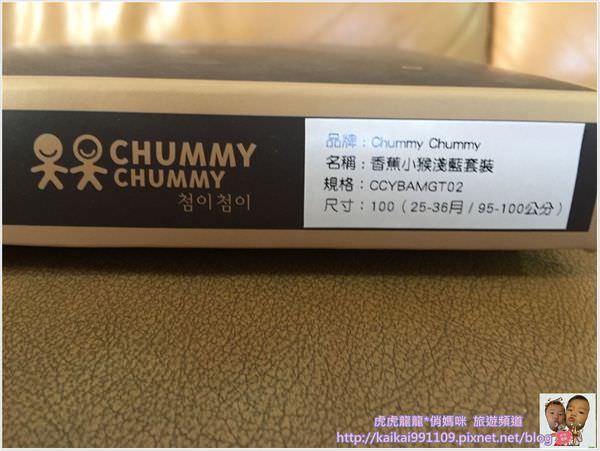 CHUMMY
CHUMMY
첨이첨이
品牌：Chummy Chummy
名稱：香蕉小猴淺藍套裝
規格：CCYBAMGT02
尺寸：100（25-36月 / 95-100公分）
虎虎龍龍*俏媽咪 旅遊頻道
http://kaikai991109.pixnet.net/blog